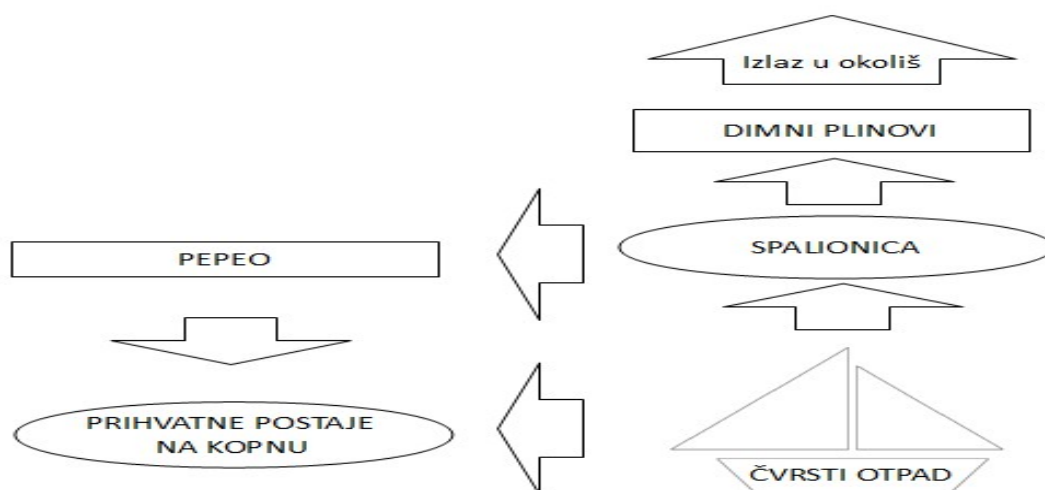 Izlaz u okoliš
DIMNI PLINOVI
SPALIONICA
PEPEO
PRIHVATNE POSTAJE
NA KOPNU
ČVRSTI OTPAD